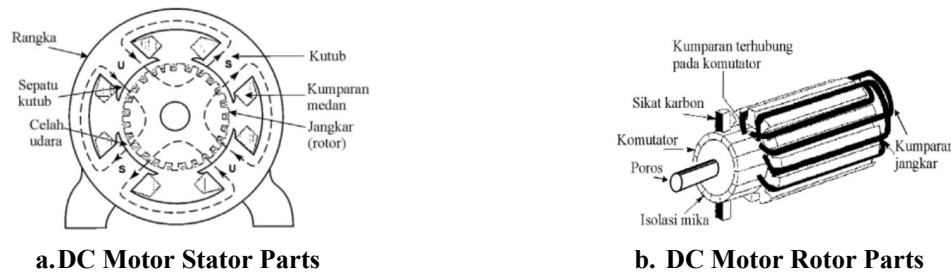 Rangka
Kutub
U
S
Sepatu
kutub
Kumparan
medan
Celah
udara
Jangkar
(rotor)
S
U
a.DC Motor Stator Parts
Kumparan terhubung
pada komutator
Sikat karbon
Komutator
Poros
Kumparan
jangkar
Isolasi mika
b. DC Motor Rotor Parts